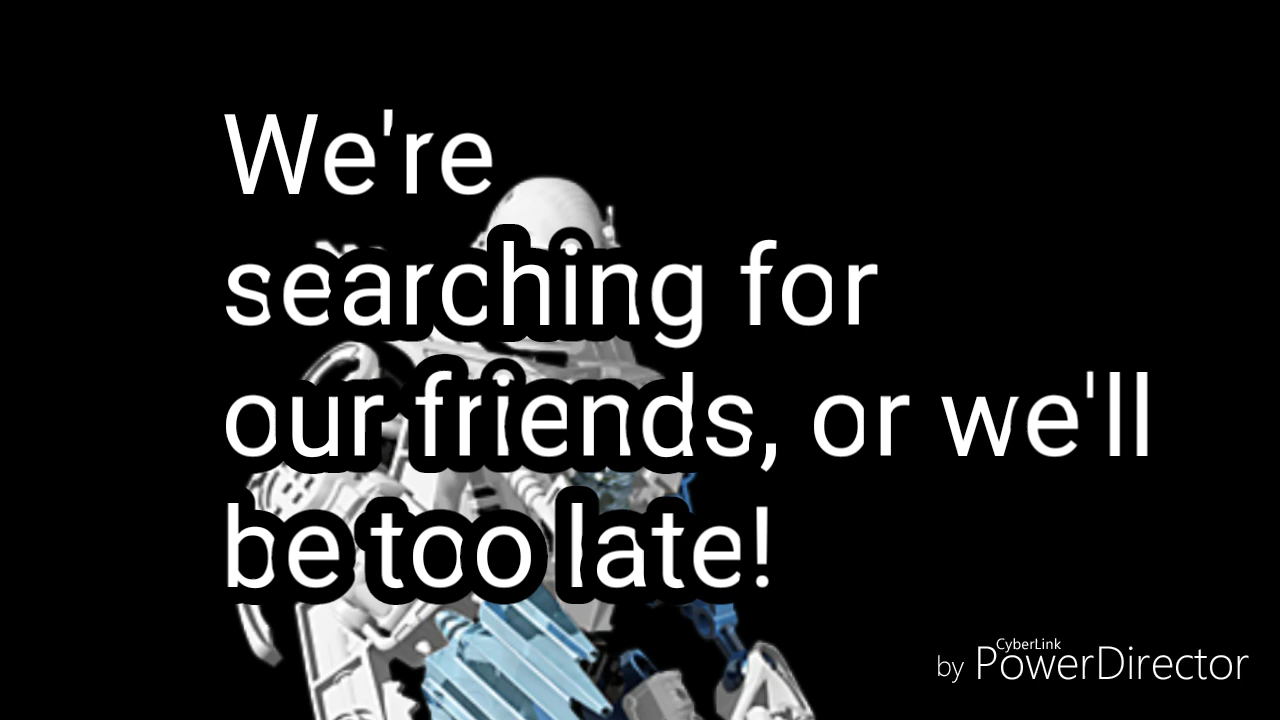 We're
searching for
our friends, or we'll
be too late!
CyberLink
by PowerDirector